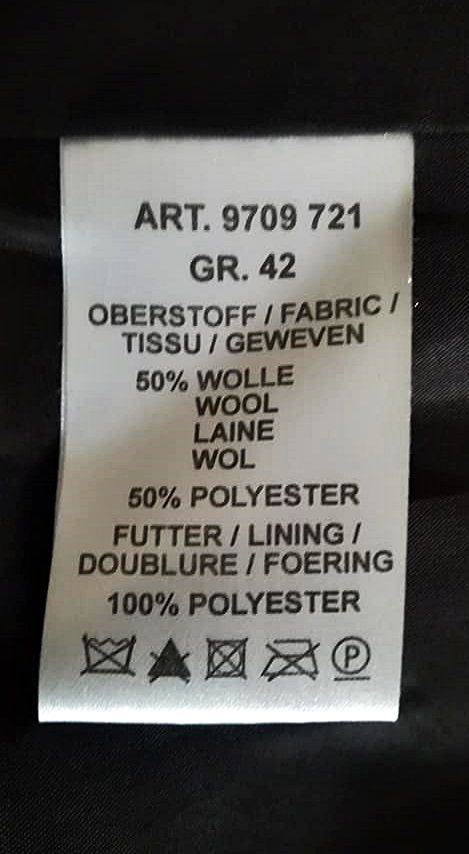 ART. 9709 721
GR. 42
OBERSTOFF / FABRIC /
TISSU / GEWEVEN
50% WOLLE
WOOL
LAINE
WOL
50% POLYESTER
FUTTER / LINING /
DOUBLURE / FOERING
100% POLYESTER
P